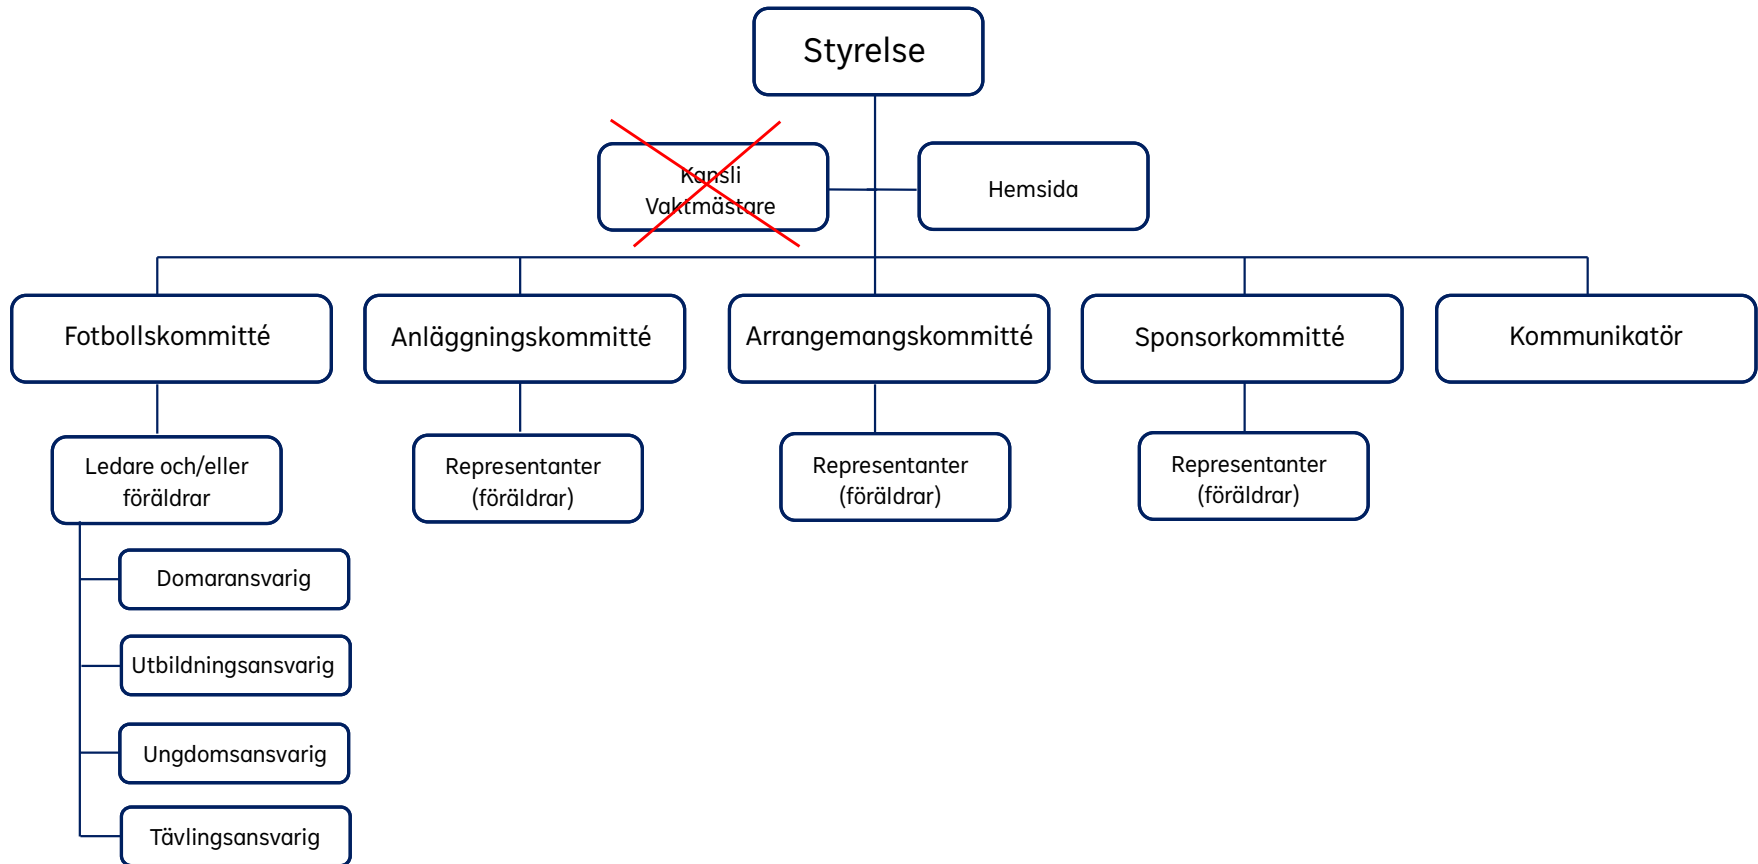 Styrelse
Kansli
Vaktmästare
Hemsida
Fotbollskommitté
Anläggningskommitté
Arrangemangskommitté
Sponsorkommitté
Kommunikatör
Ledare och/eller
föräldrar
Representanter
(föräldrar)
Representanter
(föräldrar)
Representanter
(föräldrar)
Domaransvarig
Utbildningsansvarig
Ungdomsansvarig
Tävlingsansvarig